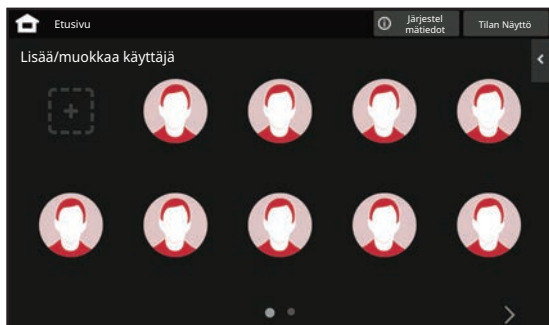 Etusivu
Järjestel
mätiedot
Tilan Näyttö
Lisää/muokkaa käyttäjä